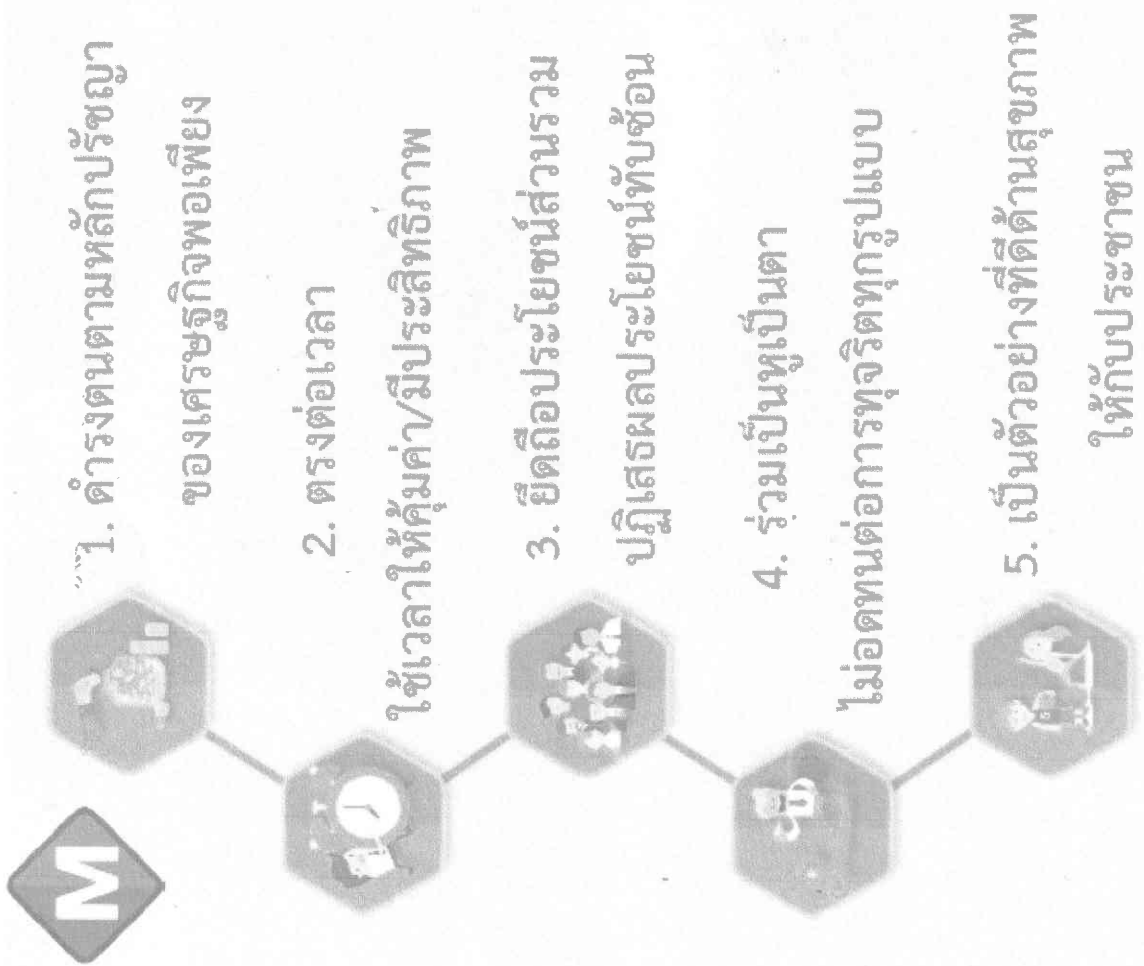 M
1. ดำรงตนตามหลักปรัชญา
ของเศรษฐกิจพอเพียง
2. ตรงต่อเวลา
ใช้เวลาให้คุ้มค่า/มีประสิทธิภาพ
3. ยึดถือประโยชน์ส่วนรวม
ปฏิเสธผลประโยชน์ทับซ้อน
4. ร่วมเป็นหูเป็นตา
ไม่อดทนต่อการทุจริตทุกรูปแบบ
5. เป็นตัวอย่างที่ดีด้านสุขภาพ
ให้กับประชาชน